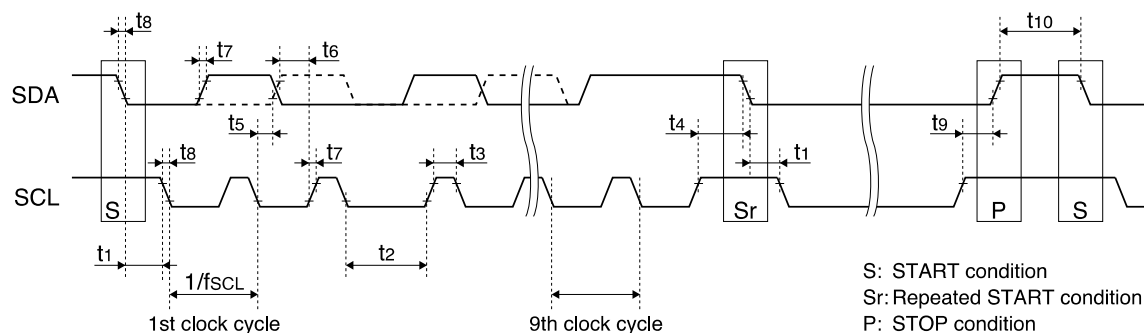 t8
t7
t6
t10
SDA
t5
t4
t9
t8
t7
t3
t1
SCL
S
Sr
P
S
t1
t2
1/fSCL
S: START condition
Sr: Repeated START condition
P: STOP condition
1st clock cycle
9th clock cycle